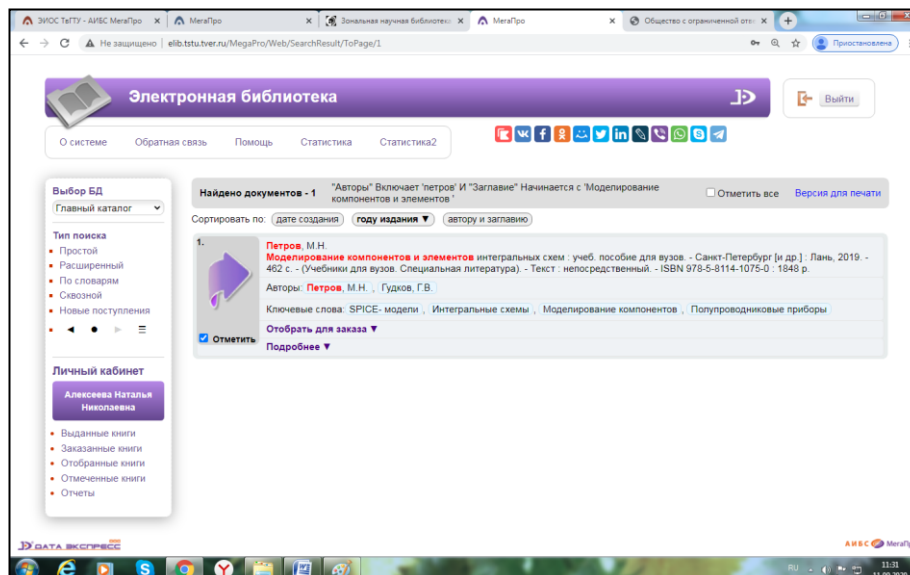 ЭИОС ТвГТУ - АИБС МегаПро
МегаПро
Зональная научная библиотека
МегаПро
Общество с ограниченной отв
Не защищено
elib.tstu.tver.ru/MegaPro/Web/SearchResult/ToPage/1
Приостановлена
Электронная библиотека
Выйти
О системе
Обратная связь
Помощь
Статистика
Статистика2
Выбор БД
Главный каталог
Тип поиска
Простой
Расширенный
По словарям
Сквозной
Новые поступления
Личный кабинет
Алексеева Наталья
Николаевна
Выданные книги
Заказанные книги
Отобранные книги
Отмеченные книги
Отчеты
Найдено документов - 1
"Авторы" Включает 'петров' И "Заглавие" Начинается с 'Моделирование
компонентов и элементов '
Отметить все
Версия для печати
Сортировать по: дате создания году издания ▼ автору и заглавию
1.
Отметить
Петров, М.Н.
Моделирование компонентов и элементов интегральных схем : учеб. пособие для вузов. - Санкт-Петербург [и др.] : Лань, 2019. -
462 с. - (Учебники для вузов. Специальная литература). - Текст : непосредственный. - ISBN 978-5-8114-1075-0 : 1848 р.
Авторы: Петров, М.Н. , Гудков, Г.В.
Ключевые слова: SPICE- модели , Интегральные схемы , Моделирование компонентов , Полупроводниковые приборы
Отобрать для заказа ▼
Подробнее ▼
ДАТА ЭКСПРЕСС
АИБС МегаП
RU
11:31